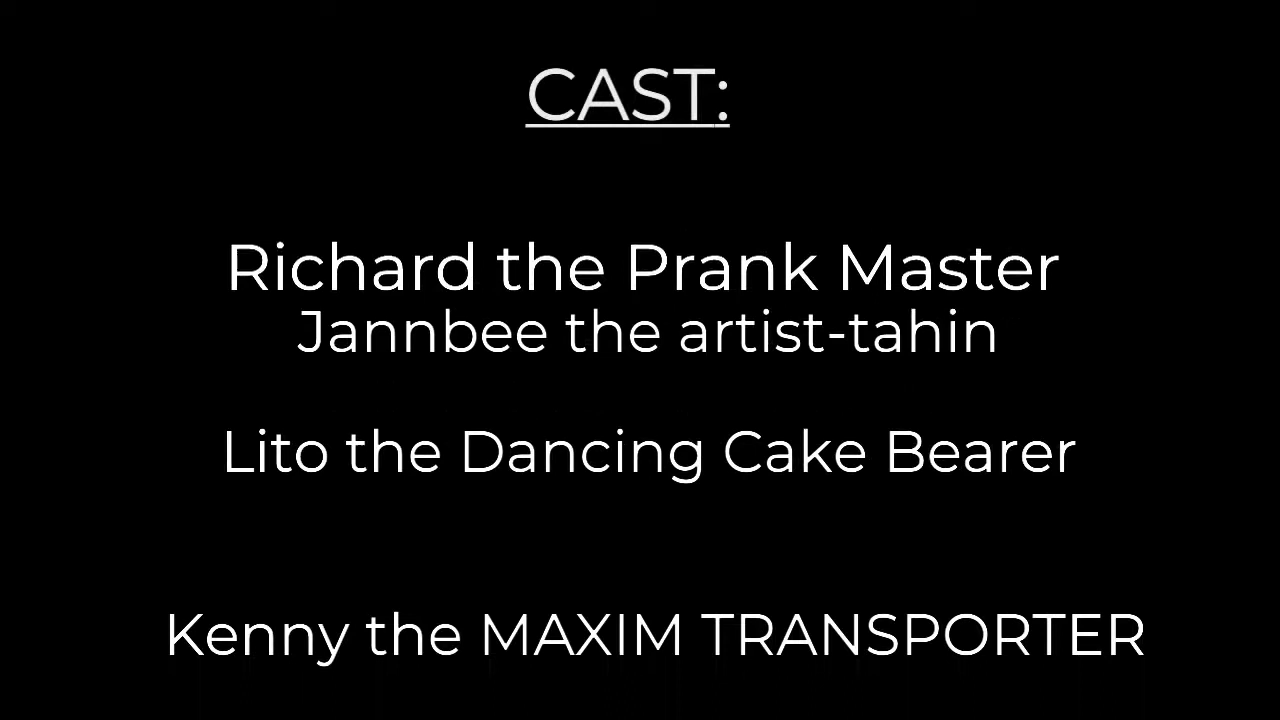 CAST:
Richard the Prank Master
Jannbee the artist-tahin
Lito the Dancing Cake Bearer
Kenny the MAXIM TRANSPORTER